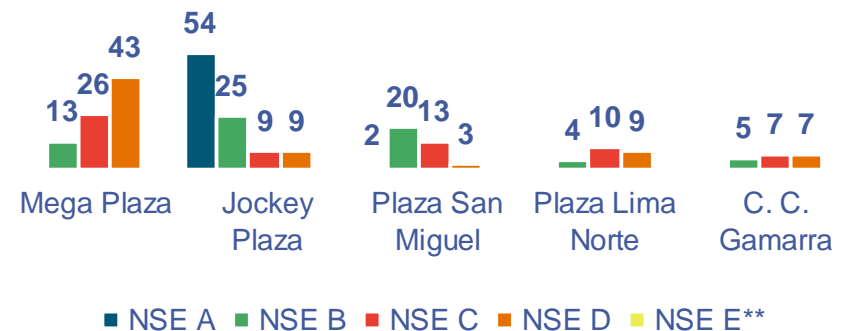 13 26 43
54 25 9 9
2 20 13 3
4 10 9
5 7 7
Mega Plaza
Jockey
Plaza
Plaza San
Miguel
Plaza Lima
Norte
C. C.
Gamarra
NSE A NSE B NSE C NSE D NSE E**